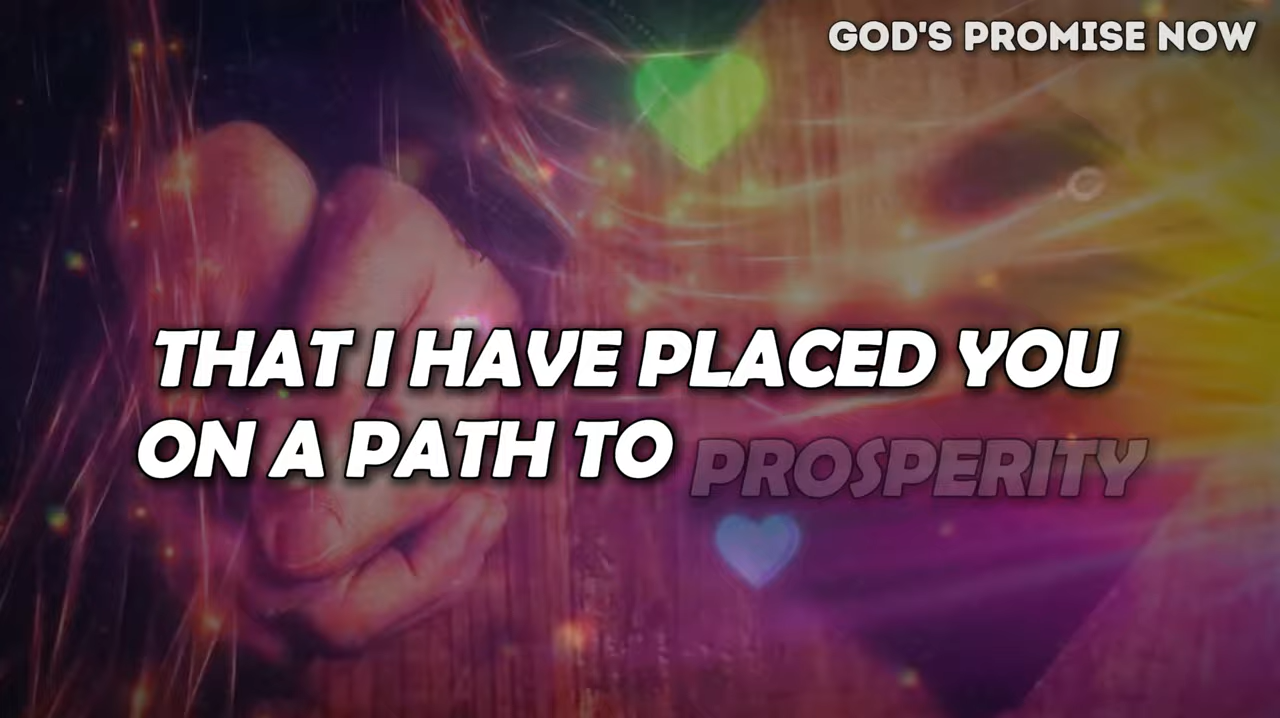 GOD'S PROMISE NOW
THAT I HAVE PLACED YOU
ON A PATH TO PROSPERITY